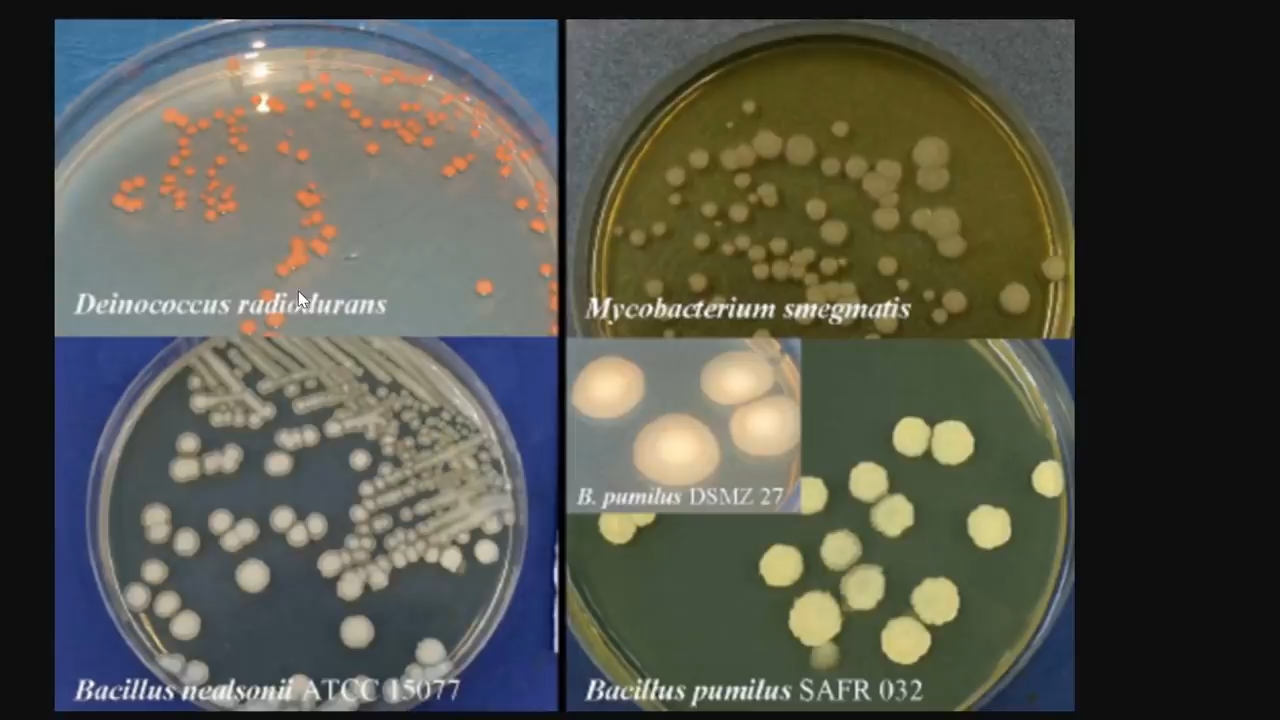 Deinococcus radiodurans
Mycobacterium smegmatis
B. pumilus DSMZ 27
Bacillus nealsonii ATCC 15077
Bacillus pumilus SAFR 032